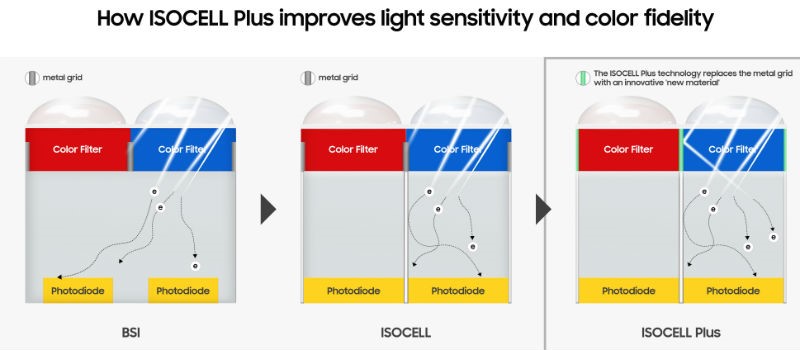 How ISOCELL Plus improves light sensitivity and color fidelity
metal grid
metal grid
The ISOCELL Plus technology replaces the metal grid
with an innovative 'new material'
Color Filter
Color Filter
Color Filter
Color Filter
Color Filter
Color Filter
e
e
e
e
e
e
e
e
e
e
Photodiode
Photodiode
Photodiode
Photodiode
Photodiode
Photodiode
BSI
ISOCELL
ISOCELL Plus